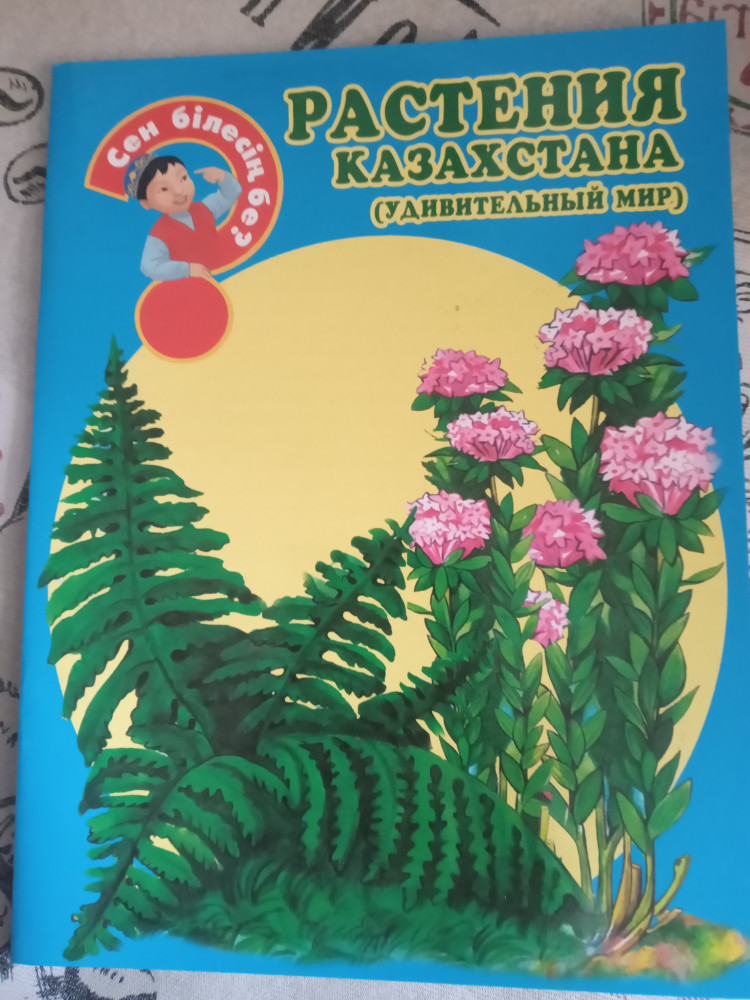 Сен білесің бе?
РАСТЕНИЯ
КАЗАХСТАНА
(УДИВИТЕЛЬНЫЙ МИР)